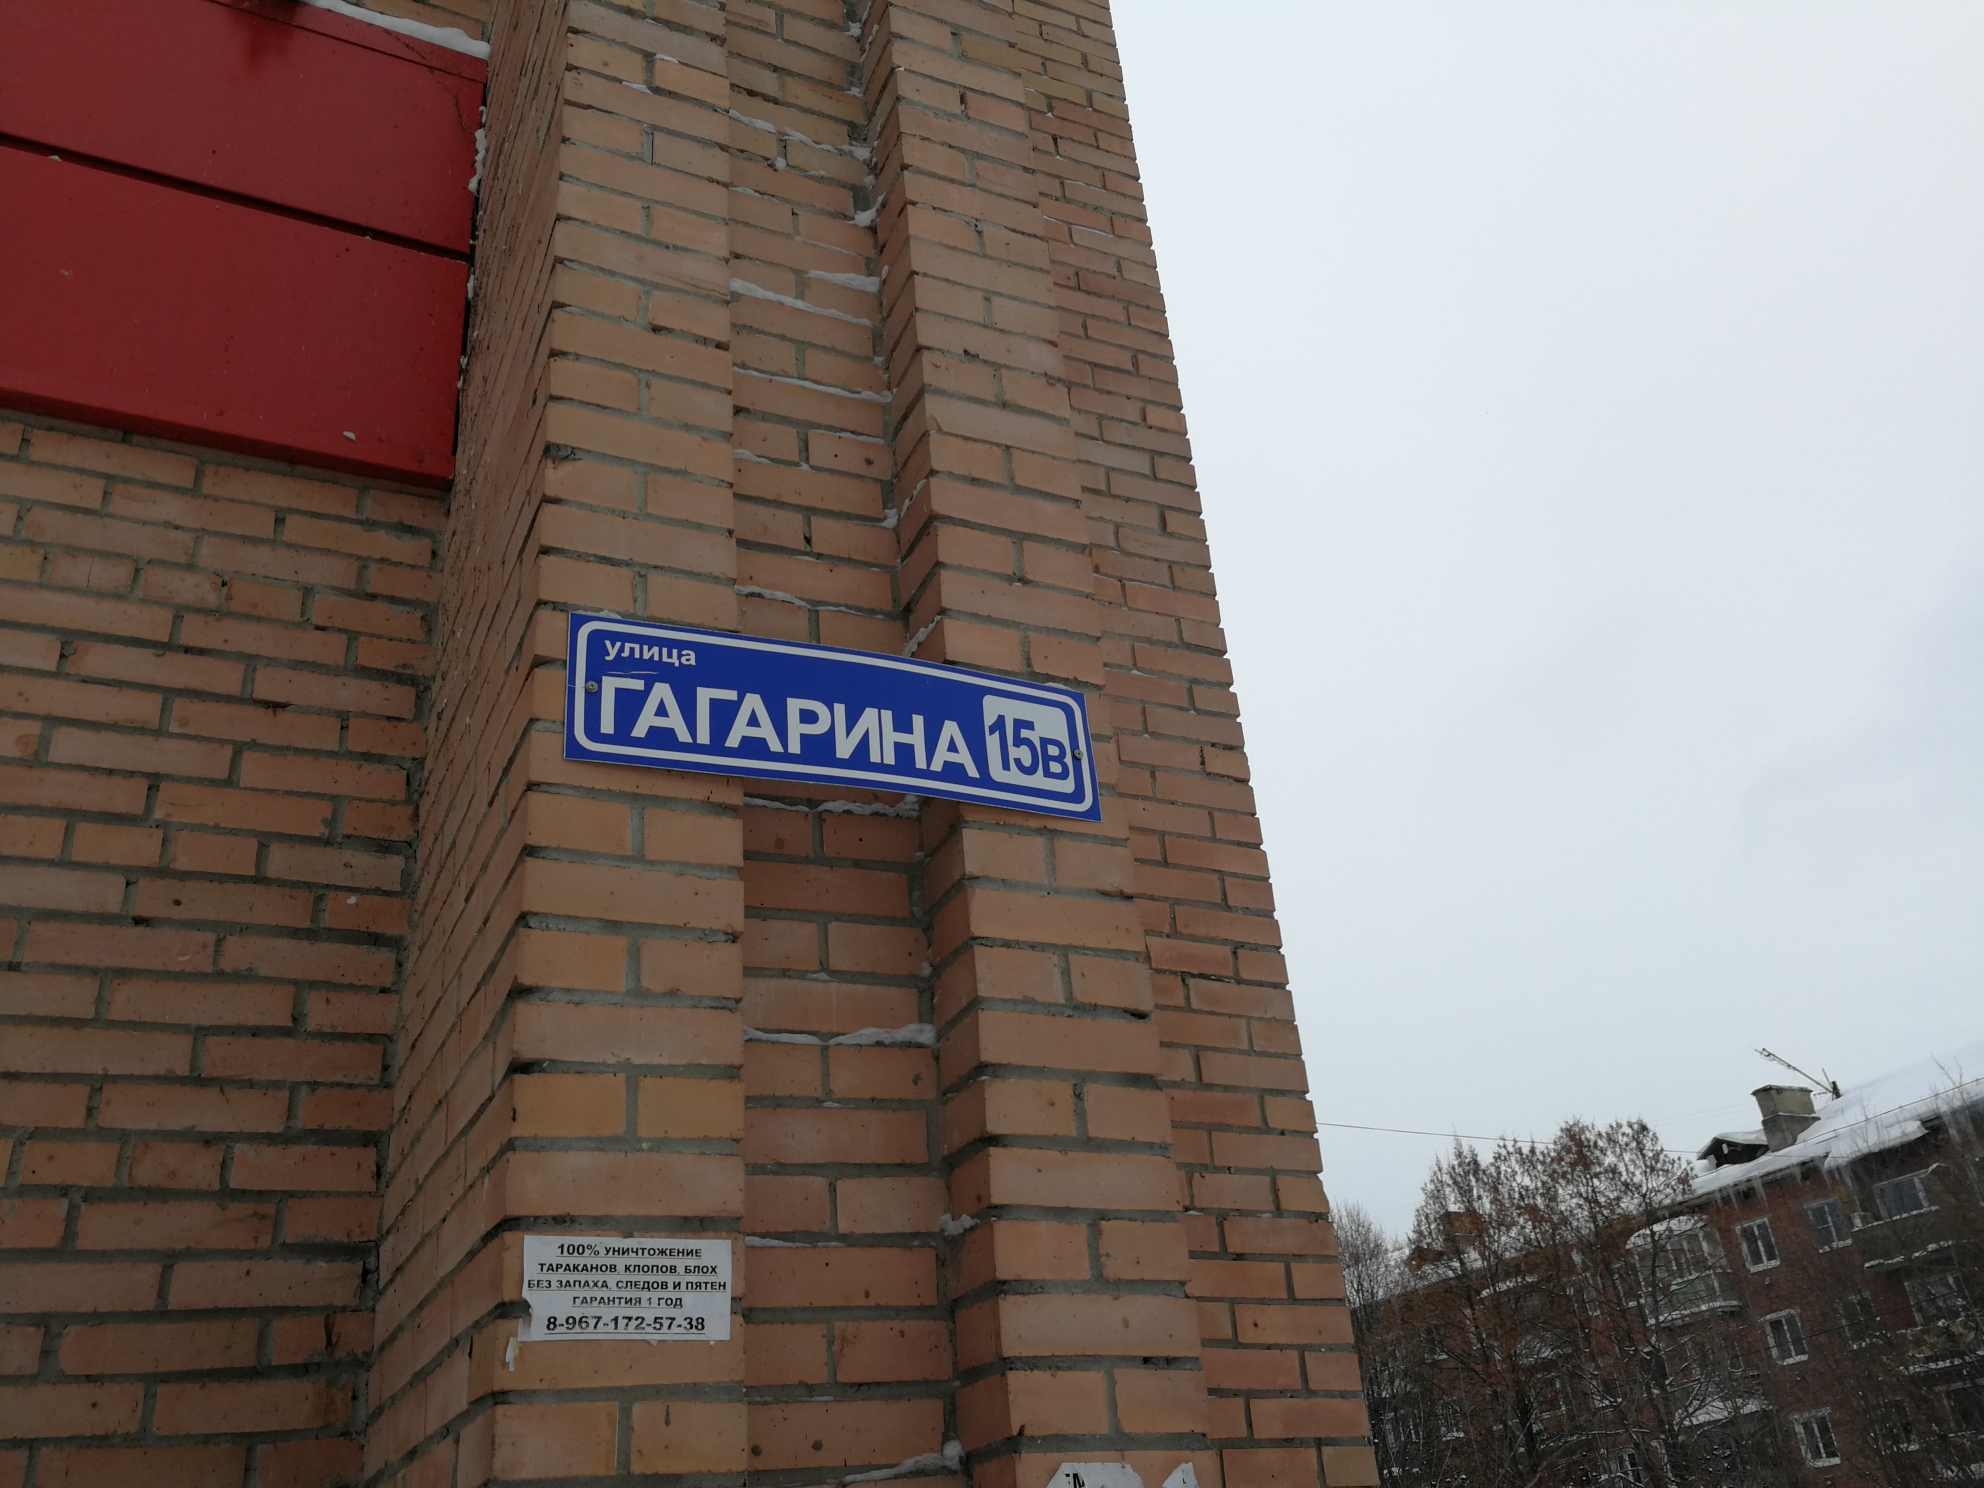 улица
ГАГАРИНА 15в
100% УНИЧТОЖЕНИЕ
ТАРАКАНОВ, КЛОПОВ, БЛОХ
БЕЗ ЗАПАХА, СЛЕДОВ И ПЯТЕН
ГАРАНТИЯ 1 ГОД
8-967-172-57-38